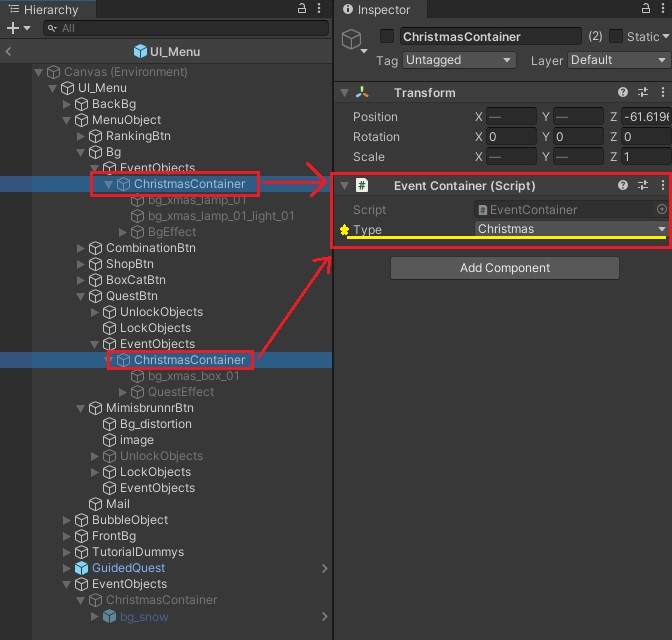 Hierarchy
All
UI_Menu
Canvas (Environment)
UI_Menu
BackBg
MenuObject
RankingBtn
Bg
EventObjects
ChristmasContainer
bg_xmas_lamp_01
bg_xmas_lamp_01_light_01
BgEffect
CombinationBtn
ShopBtn
BoxCatBtn
QuestBtn
UnlockObjects
LockObjects
EventObjects
ChristmasContainer
bg_xmas_box_01
QuestEffect
MimisbrunnrBtn
Bg_distortion
image
UnlockObjects
LockObjects
EventObjects
Mail
BubbleObject
FrontBg
TutorialDummys
GuidedQuest
EventObjects
ChristmasContainer
bg_snow
Inspector
ChristmasContainer (2) Static
Tag Untagged Layer Default
Transform
Position X — Y — Z -61.6196
Rotation X 0 Y 0 Z 0
Scale X — Y — Z 1
Event Container (Script)
Script EventContainer
Type Christmas
Add Component